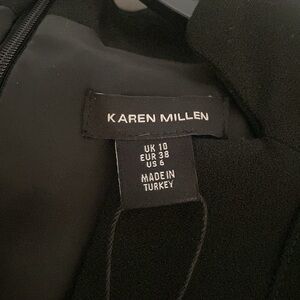 KAREN MILLEN
UK 10
EUR 38
US 6
MADE IN
TURKEY